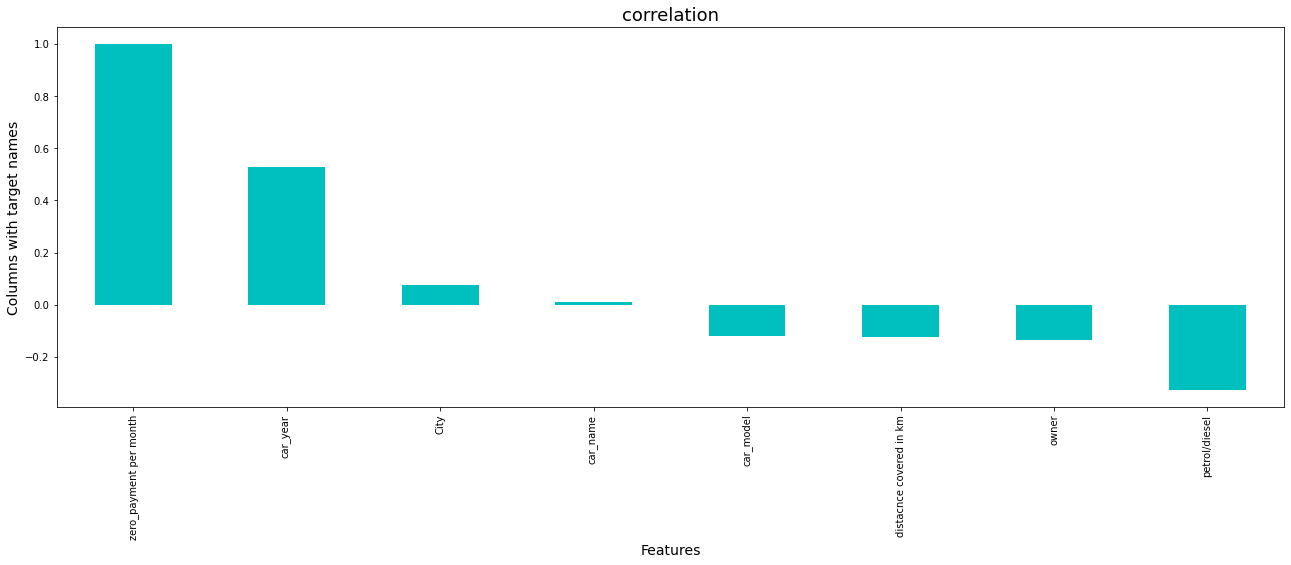 correlation
Columns with target names
1.0
0.8
0.6
0.4
0.2
0.0
−0.2
zero_payment per month
car_year
City
car_name
car_model
distacnce covered in km
owner
petrol/diesel
Features